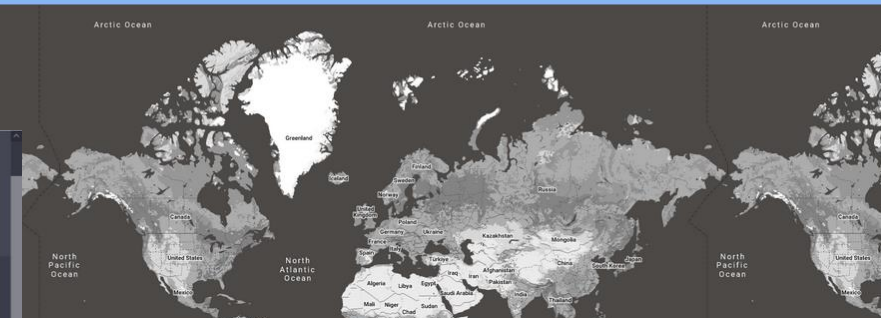 Arctic Ocean
Arctic Ocean
Arctic Ocean
Greenland
Iceland
Finland
Sweden
Norway
Russia
United
Kingdom
Canada
Canada
Poland
Germany
Ukraine
France
Kazakhstan
Mongolia
Italy
Spain
Türkiye
United States
United States
China
South Korea
Japan
North
Pacific
Ocean
North
Atlantic
Ocean
North
Pacific
Ocean
Iraq
Iran
Afghanistan
Pakistan
Algeria
Libya
Egypt
Saudi Arabia
India
Mexico
Mexico
Mali
Niger
Chad
Sudan
Thailand